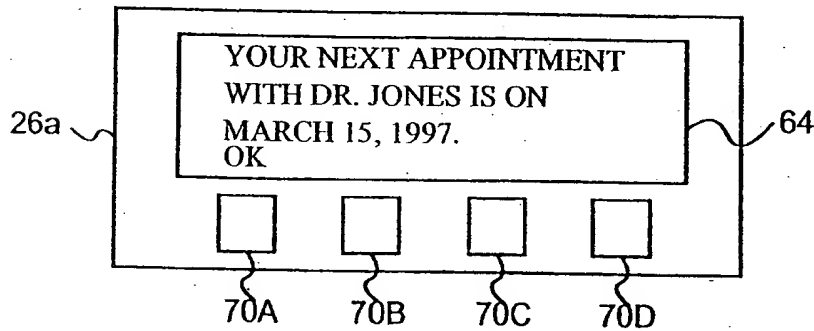 YOUR NEXT APPOINTMENT
WITH DR. JONES IS ON
MARCH 15, 1997.
OK
26a
64
70A 70B 70C 70D